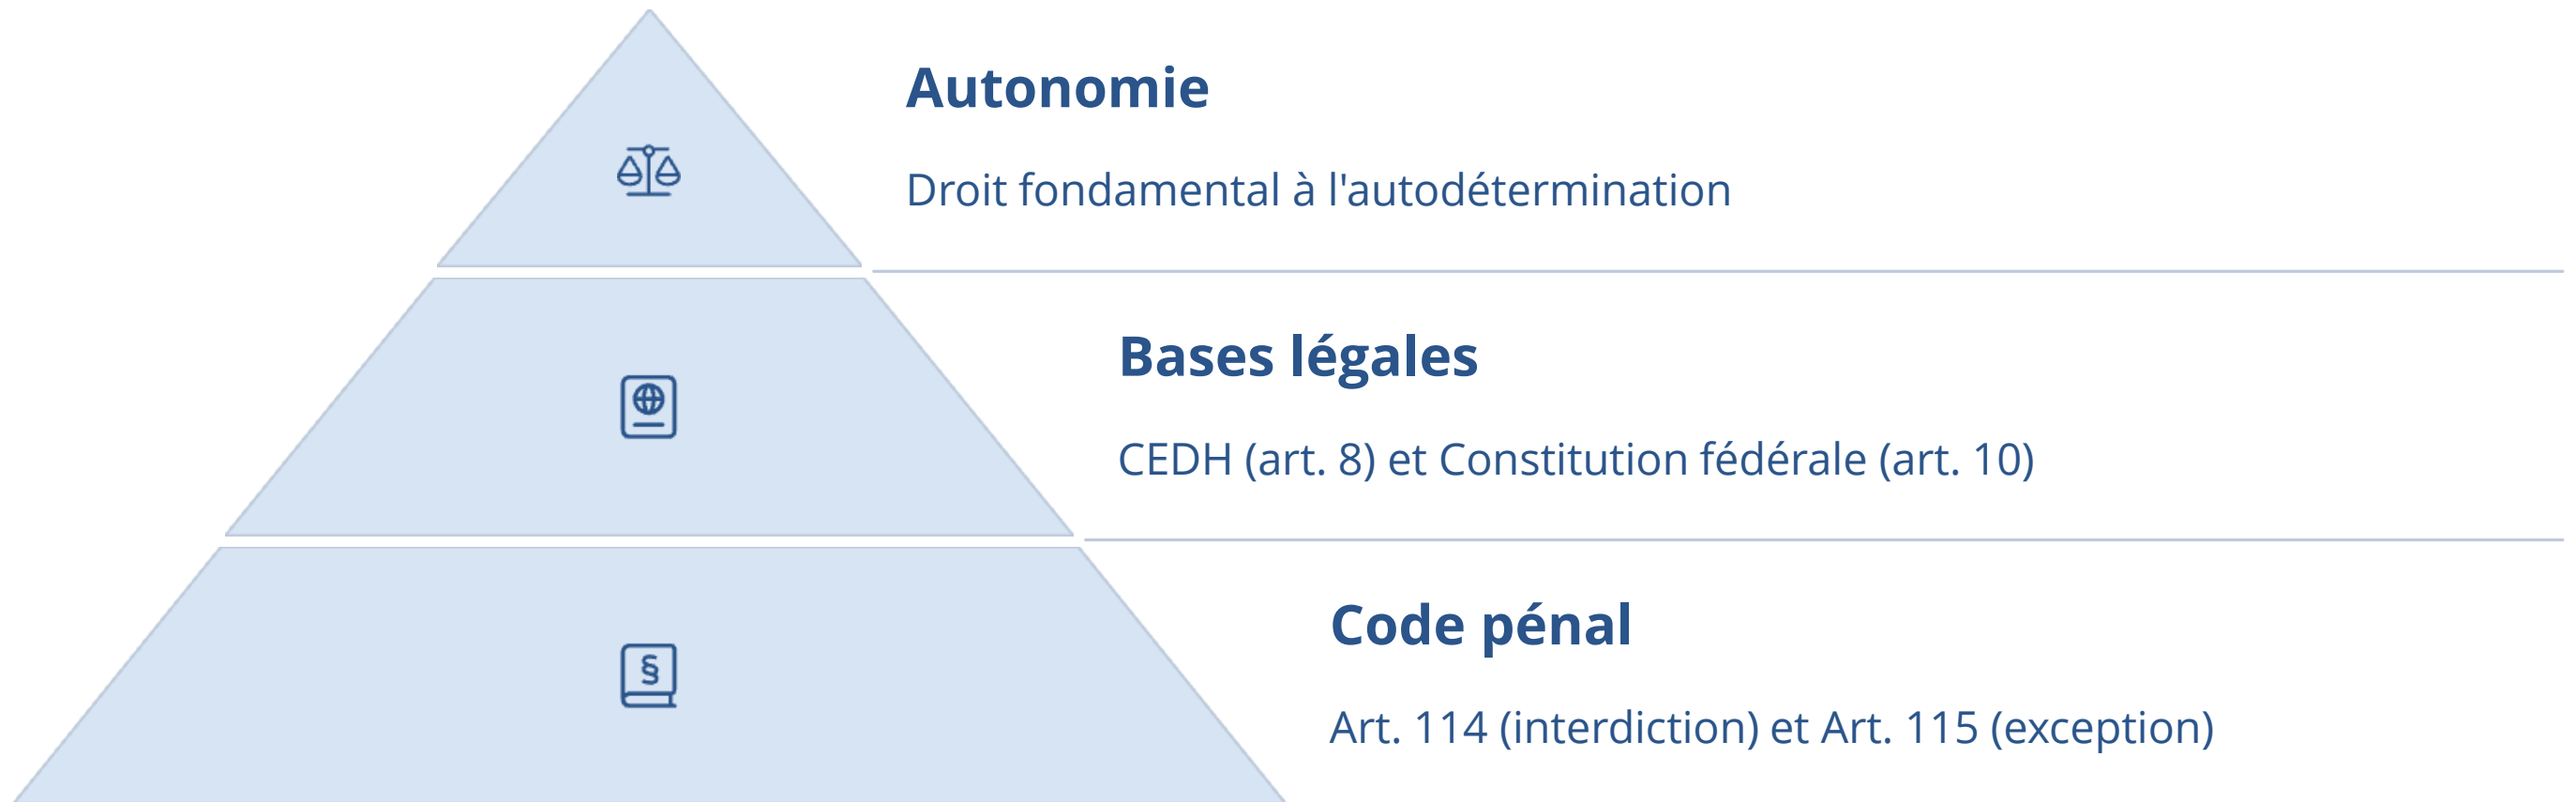 Autonomie
Droit fondamental à l'autodétermination
Bases légales
CEDH (art. 8) et Constitution fédérale (art. 10)
§
Code pénal
Art. 114 (interdiction) et Art. 115 (exception)